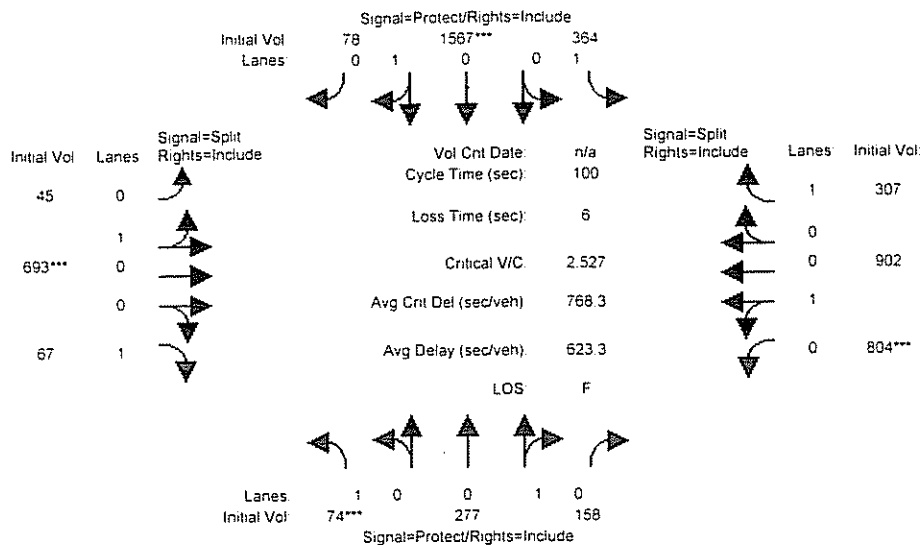 Signal=Protect/Rights=Include
Initial Vol 78 1567*** 364
Lanes: 0 1 0 0 1
Signal=Split
Rights=Include
Initial Vol Lanes:
45 0
1
693*** 0
0
67 1
Vol Cnt Date: n/a
Cycle Time (sec): 100
Loss Time (sec): 6
Critical V/C: 2.527
Avg Crit Del (sec/veh) 768.3
Avg Delay (sec/veh): 623.3
LOS: F
Signal=Split
Rights=Include
Lanes: Initial Vol:
1 307
0
0 902
1
0 804***
Lanes: 1 0 0 1 0
Initial Vol: 74*** 277 158
Signal=Protect/Rights=Include